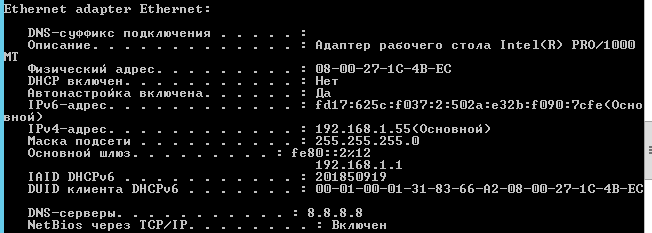 Ethernet adapter Ethernet:
DNS-суффикс подключения . . . . . :
Описание. . . . . . . . . . . . . : Адаптер рабочего стола Intel(R) PRO/1000
MT
Физический адрес. . . . . . . . . : 08-00-27-1C-4B-EC
DHCP включен. . . . . . . . . . . : Нет
Автонастройка включена. . . . . . : Да
IPv6-адрес. . . . . . . . . . . . : fd17:625c:f037:2:502a:e32b:f090:7cfe(Осно
вной)
IPv4-адрес. . . . . . . . . . . . : 192.168.1.55(Основной)
Маска подсети . . . . . . . . . . : 255.255.255.0
Основной шлюз. . . . . . . . . : fe80::2%12
192.168.1.1
IAID DHCPv6 . . . . . . . . . . . : 201850919
DUID клиента DHCPv6 . . . . . . . : 00-01-00-01-31-83-66-A2-08-00-27-1C-4B-EC
DNS-серверы. . . . . . . . . . . : 8.8.8.8
NetBios через TCP/IP. . . . . . . . : Включен